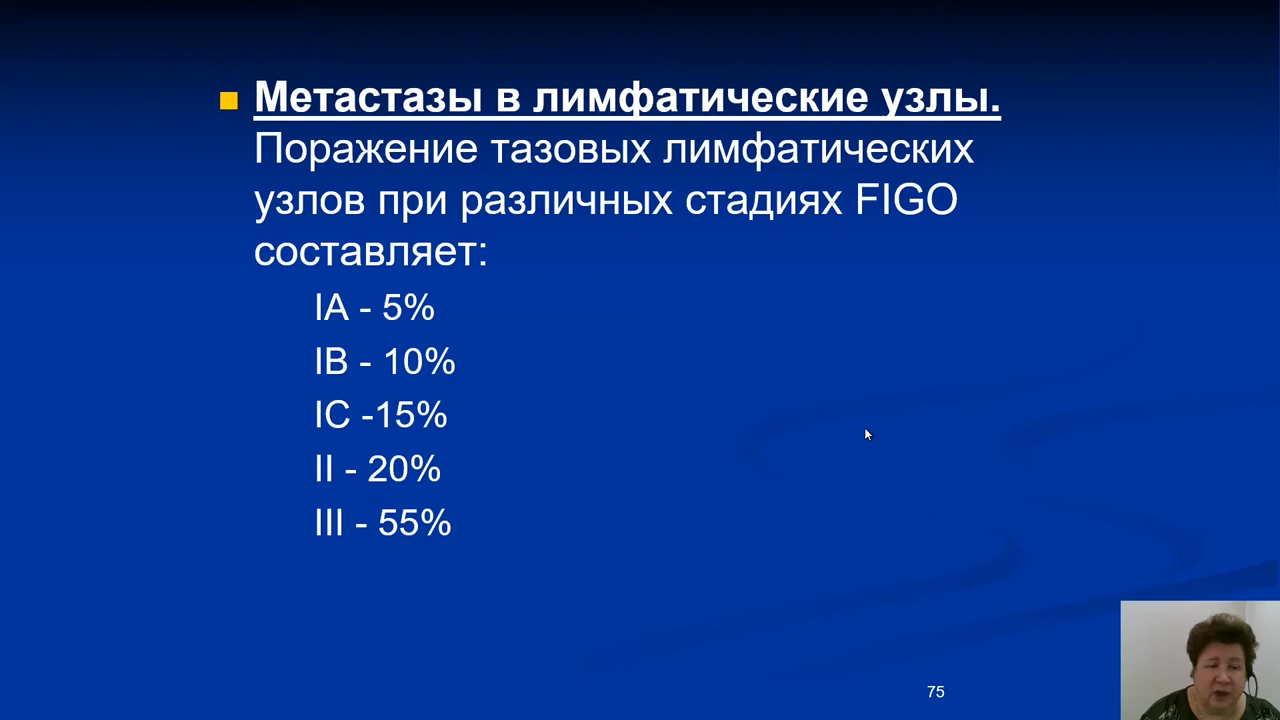 Метастазы в лимфатические узлы.
Поражение тазовых лимфатических
узлов при различных стадиях FIGO
составляет:
IA - 5%
IB - 10%
IC -15%
II - 20%
III - 55%
75